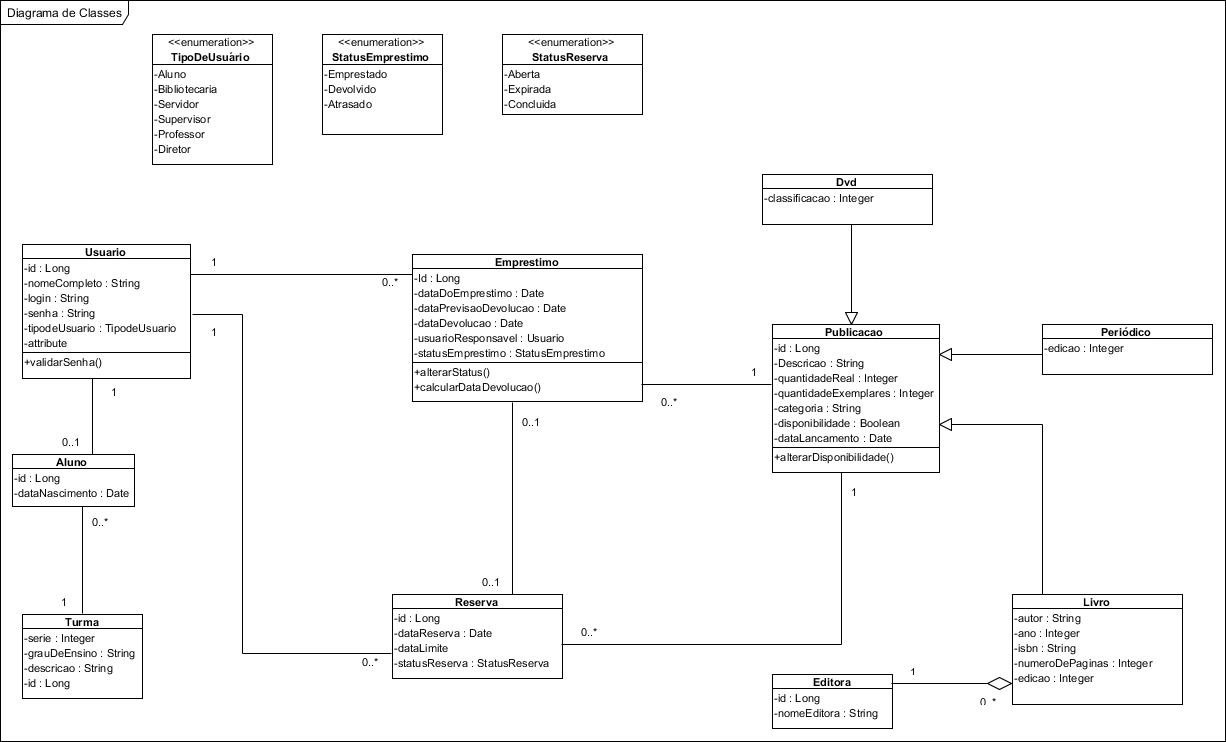 Diagrama de Classes
<<enumeration>>
TipoDeUsuário
-Aluno
-Bibliotecaria
-Servidor
-Supervisor
-Professor
-Diretor
<<enumeration>>
StatusEmprestimo
-Emprestado
-Devolvido
-Atrasado
<<enumeration>>
StatusReserva
-Aberta
-Expirada
-Concluida
Dvd
-classificacao : Integer
Usuario
-id : Long
-nomeCompleto : String
-login : String
-senha : String
-tipodeUsuario : TipodeUsuario
-attribute
+validarSenha()
1
0..*
1
Emprestimo
-Id : Long
-dataDoEmprestimo : Date
-dataPrevisaoDevolucao : Date
-dataDevolucao : Date
-usuarioResponsavel : Usuario
-statusEmprestimo : StatusEmprestimo
+alterarStatus()
+calcularDataDevolucao()
1
0..*
Publicacao
-id : Long
-Descricao : String
-quantidadeReal : Integer
-quantidadeExemplares : Integer
-categoria : String
-disponibilidade : Boolean
-dataLancamento : Date
+alterarDisponibilidade()
Periódico
-edicao : Integer
1
0..1
Aluno
-id : Long
-dataNascimento : Date
0..*
1
Turma
-serie : Integer
-grauDeEnsino : String
-descricao : String
-id : Long
0..1
0..1
Reserva
-id : Long
-dataReserva : Date
-dataLimite
-statusReserva : StatusReserva
0..*
0..*
1
Livro
-autor : String
-ano : Integer
-isbn : String
-numeroDePaginas : Integer
-edicao : Integer
Editora
-id : Long
-nomeEditora : String
1
0..*